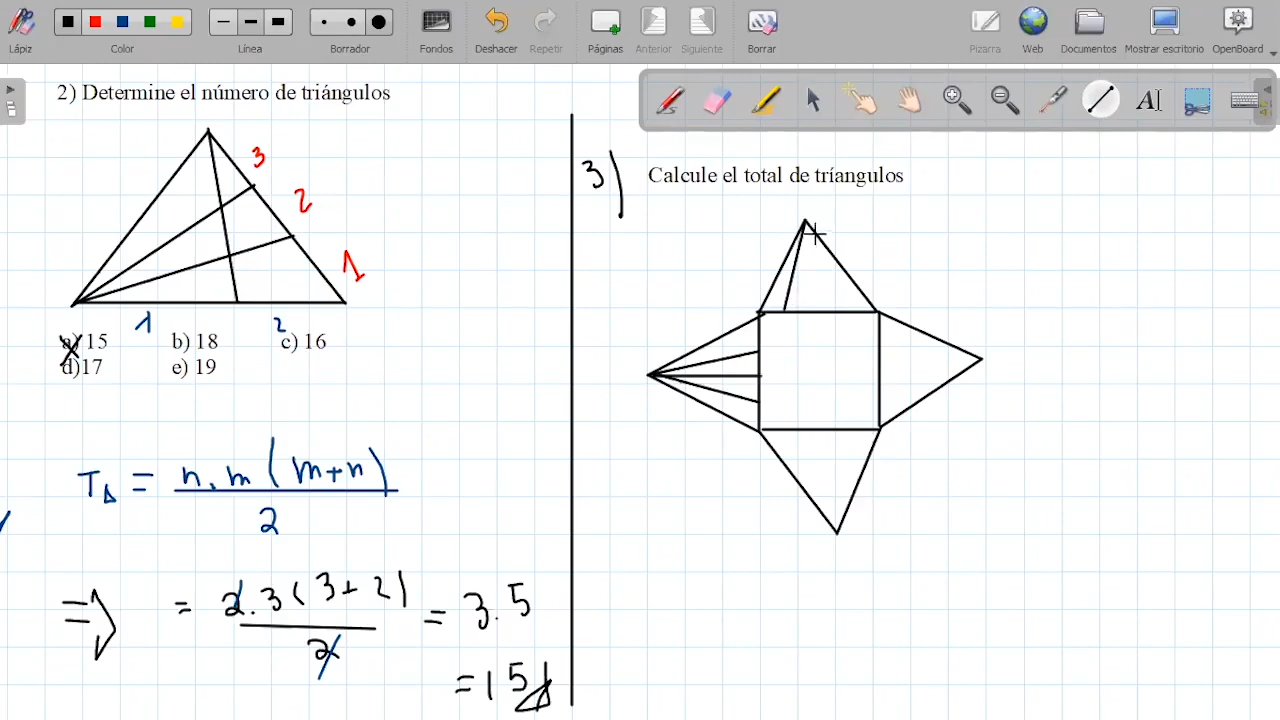 Lápiz
Color
Línea
Borrador
Fondos
Deshacer
Repetir
Páginas
Anterior
Siguiente
Borrar
Pizarra
Web
Documentos
Mostrar escritorio
OpenBoard
2) Determine el número de triángulos
3
2
1
1 2
a) 15 b) 18 c) 16
d)17 e) 19
T△ = n.m(m+n)
2
⇒ = 2.3(3+2) = 3.5
2
=15
3) Calcule el total de tríangulos